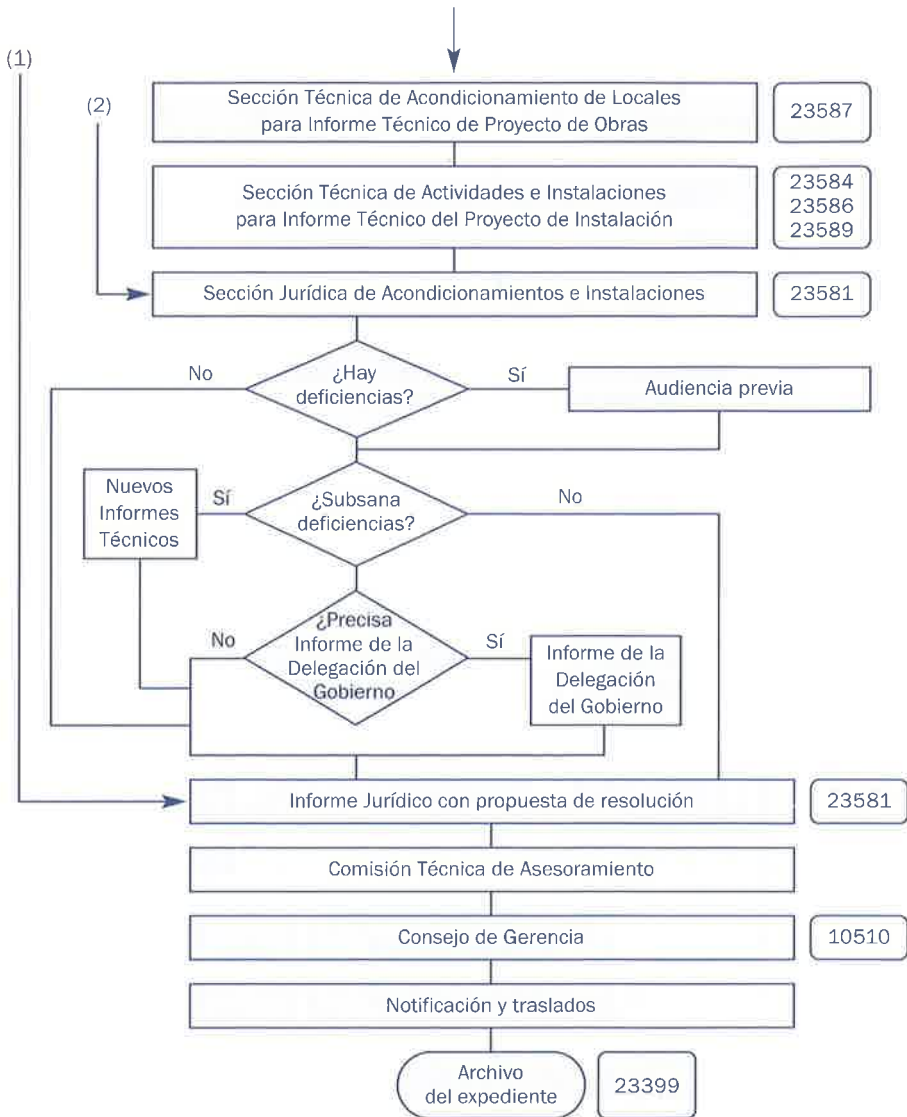 (1)
(2)
Sección Técnica de Acondicionamiento de Locales
para Informe Técnico de Proyecto de Obras
23587
Sección Técnica de Actividades e Instalaciones
para Informe Técnico del Proyecto de Instalación
23584
23586
23589
Sección Jurídica de Acondicionamientos e Instalaciones
23581
No
¿Hay
deficiencias?
Sí
Audiencia previa
Nuevos
Informes
Técnicos
Sí
¿Subsana
deficiencias?
No
No
¿Precisa
Informe de la
Delegación del
Gobierno
Sí
Informe de la
Delegación
del Gobierno
Informe Jurídico con propuesta de resolución
23581
Comisión Técnica de Asesoramiento
Consejo de Gerencia
10510
Notificación y traslados
Archivo
del expediente
23399